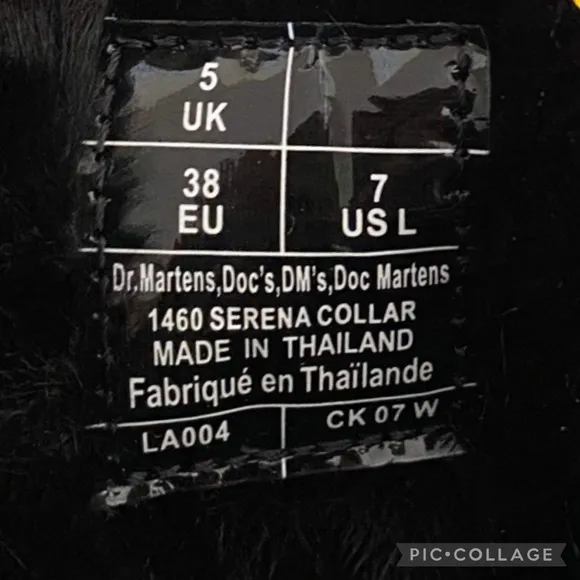 5
UK
38
EU
7
US L
Dr.Martens,Doc's,DM's,Doc Martens
1460 SERENA COLLAR
MADE IN THAILAND
Fabriqué en Thaïlande
LA004
CK 07 W
PIC•COLLAGE